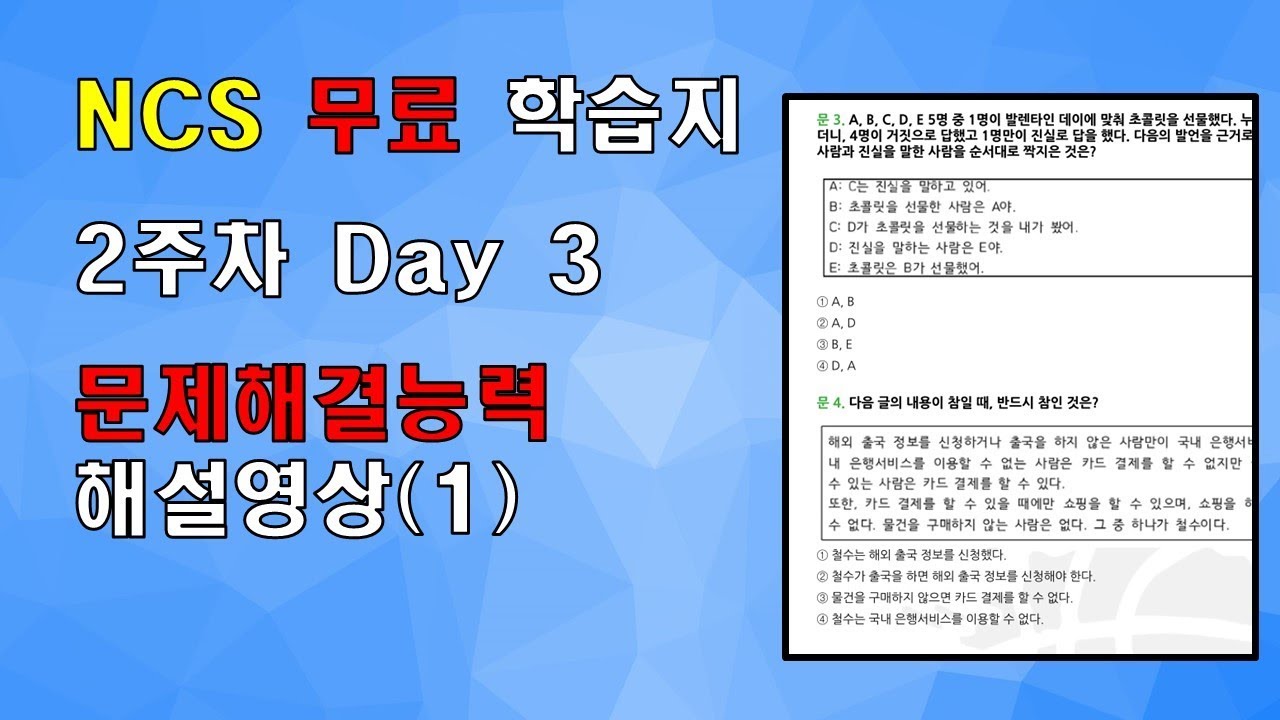 NCS 무료 학습지
2주차 Day 3
문제해결능력
해설영상(1)
문 3. A, B, C, D, E 5명 중 1명이 발렌타인 데이에 맞춰 초콜릿을 선물했다. 누
더니, 4명이 거짓으로 답했고 1명만이 진실로 답을 했다. 다음의 발언을 근거로
사람과 진실을 말한 사람을 순서대로 짝지은 것은?
A: C는 진실을 말하고 있어.
B: 초콜릿을 선물한 사람은 A야.
C: D가 초콜릿을 선물하는 것을 내가 봤어.
D: 진실을 말하는 사람은 E야.
E: 초콜릿은 B가 선물했어.
① A, B
② A, D
③ B, E
④ D, A
문 4. 다음 글의 내용이 참일 때, 반드시 참인 것은?
해외 출국 정보를 신청하거나 출국을 하지 않은 사람만이 국내 은행서비
내 은행서비스를 이용할 수 없는 사람은 카드 결제를 할 수 없지만
수 있는 사람은 카드 결제를 할 수 있다.
또한, 카드 결제를 할 수 있을 때에만 쇼핑을 할 수 있으며, 쇼핑을 하
수 없다. 물건을 구매하지 않는 사람은 없다. 그 중 하나가 철수이다.
① 철수는 해외 출국 정보를 신청했다.
② 철수가 출국을 하면 해외 출국 정보를 신청해야 한다.
③ 물건을 구매하지 않으면 카드 결제를 할 수 없다.
④ 철수는 국내 은행서비스를 이용할 수 없다.